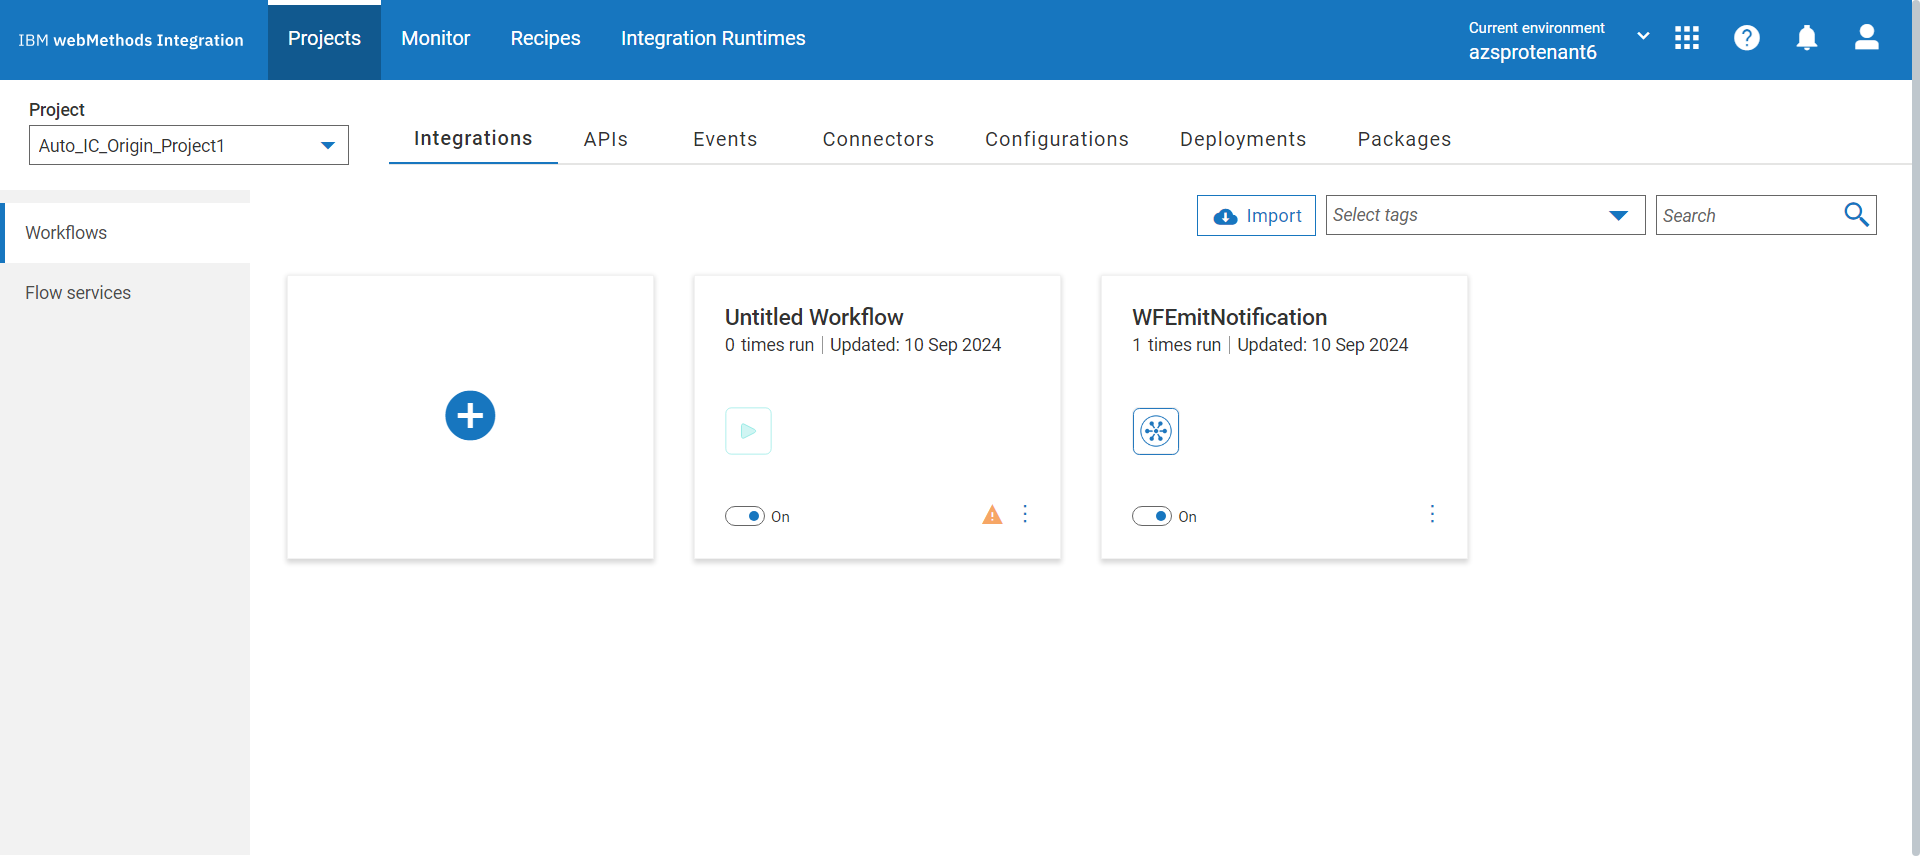 IBM webMethods Integration
Projects
Monitor
Recipes
Integration Runtimes
Current environment
azsprotenant6
Project
Auto_IC_Origin_Project1
Integrations
APIs
Events
Connectors
Configurations
Deployments
Packages
Workflows
Flow services
Import
Select tags
Search
Untitled Workflow
0 times run | Updated: 10 Sep 2024
On
WFEmitNotification
1 times run | Updated: 10 Sep 2024
On